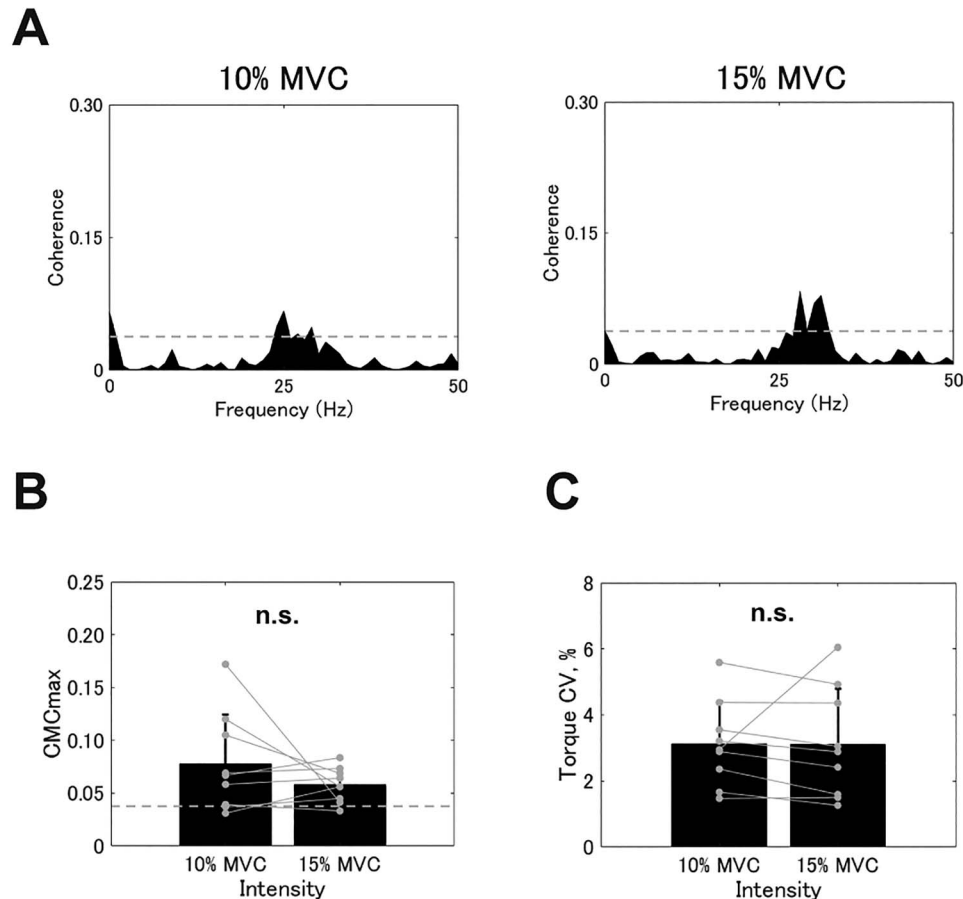 A
10% MVC
0.30
0.15
0
Coherence
0
25
50
Frequency (Hz)
15% MVC
0.30
0.15
0
Coherence
0
25
50
Frequency (Hz)
B
0.25
0.20
0.15
0.10
0.05
0
CMCmax
n.s.
10% MVC
15% MVC
Intensity
C
8
6
4
2
0
Torque CV, %
n.s.
10% MVC
15% MVC
Intensity